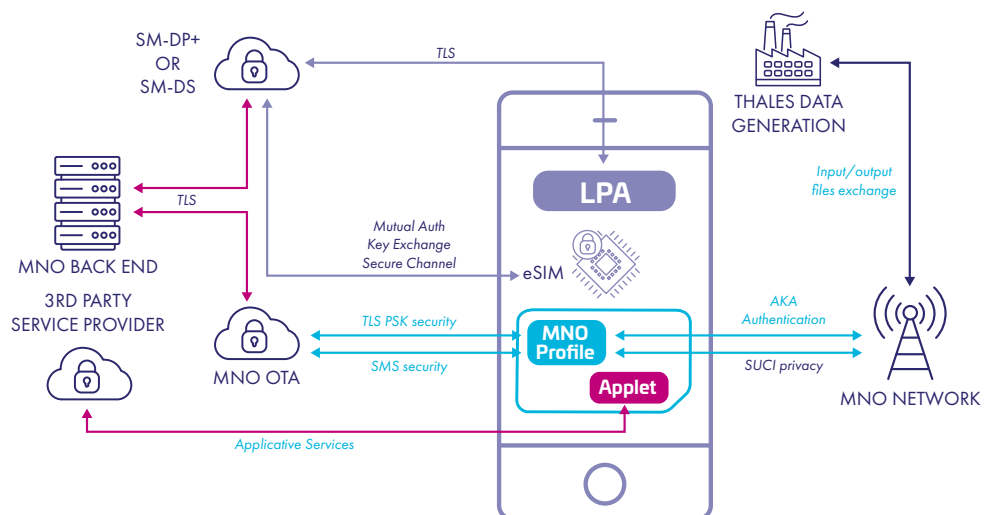 SM-DP+
OR
SM-DS
TLS
THALES DATA
GENERATION
Input/output
files exchange
LPA
TLS
MNO BACK END
Mutual Auth
Key Exchange
Secure Channel
eSIM
3RD PARTY
SERVICE PROVIDER
MNO OTA
TLS PSK security
SMS security
MNO
Profile
Applet
AKA
Authentication
SUCI privacy
MNO NETWORK
Applicative Services